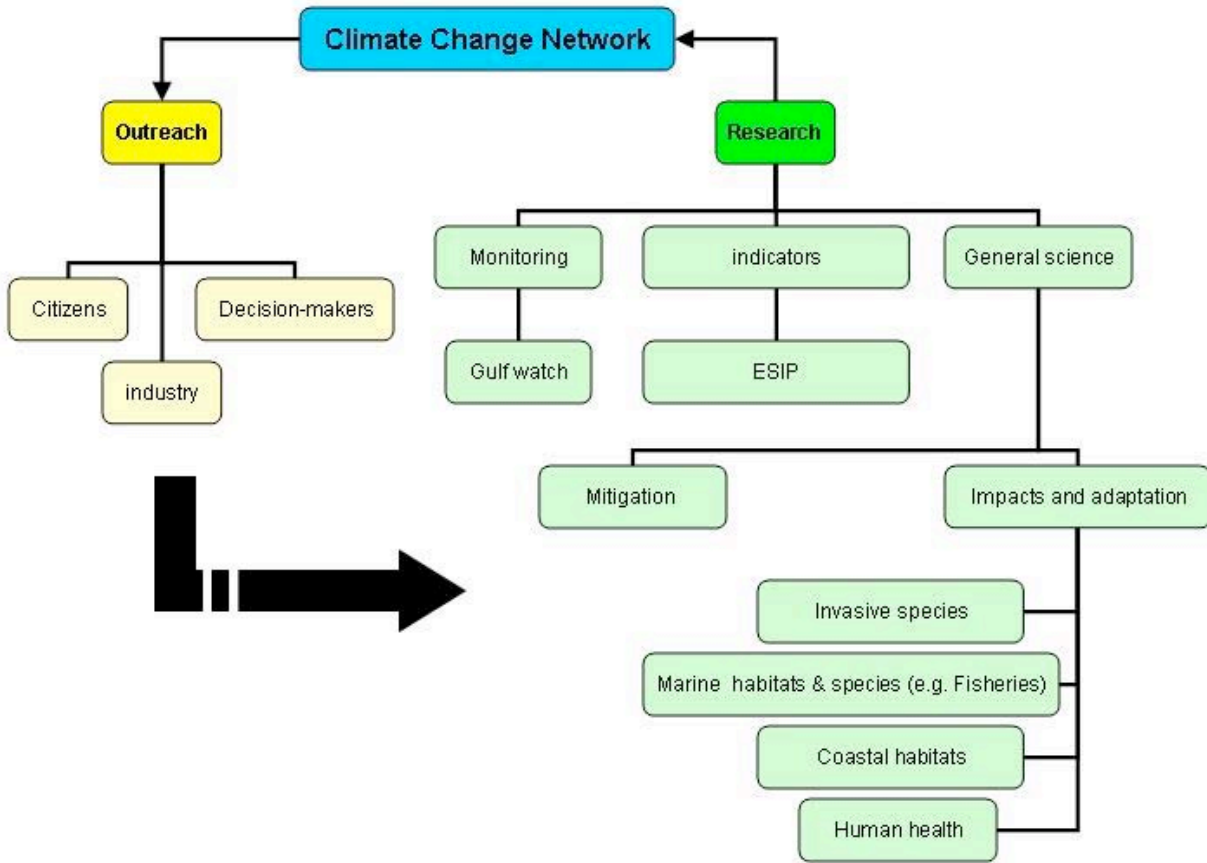 Climate Change Network
Outreach
Research
Monitoring
indicators
General science
Citizens
Decision-makers
industry
Gulf watch
ESIP
Mitigation
Impacts and adaptation
Invasive species
Marine habitats & species (e.g. Fisheries)
Coastal habitats
Human health